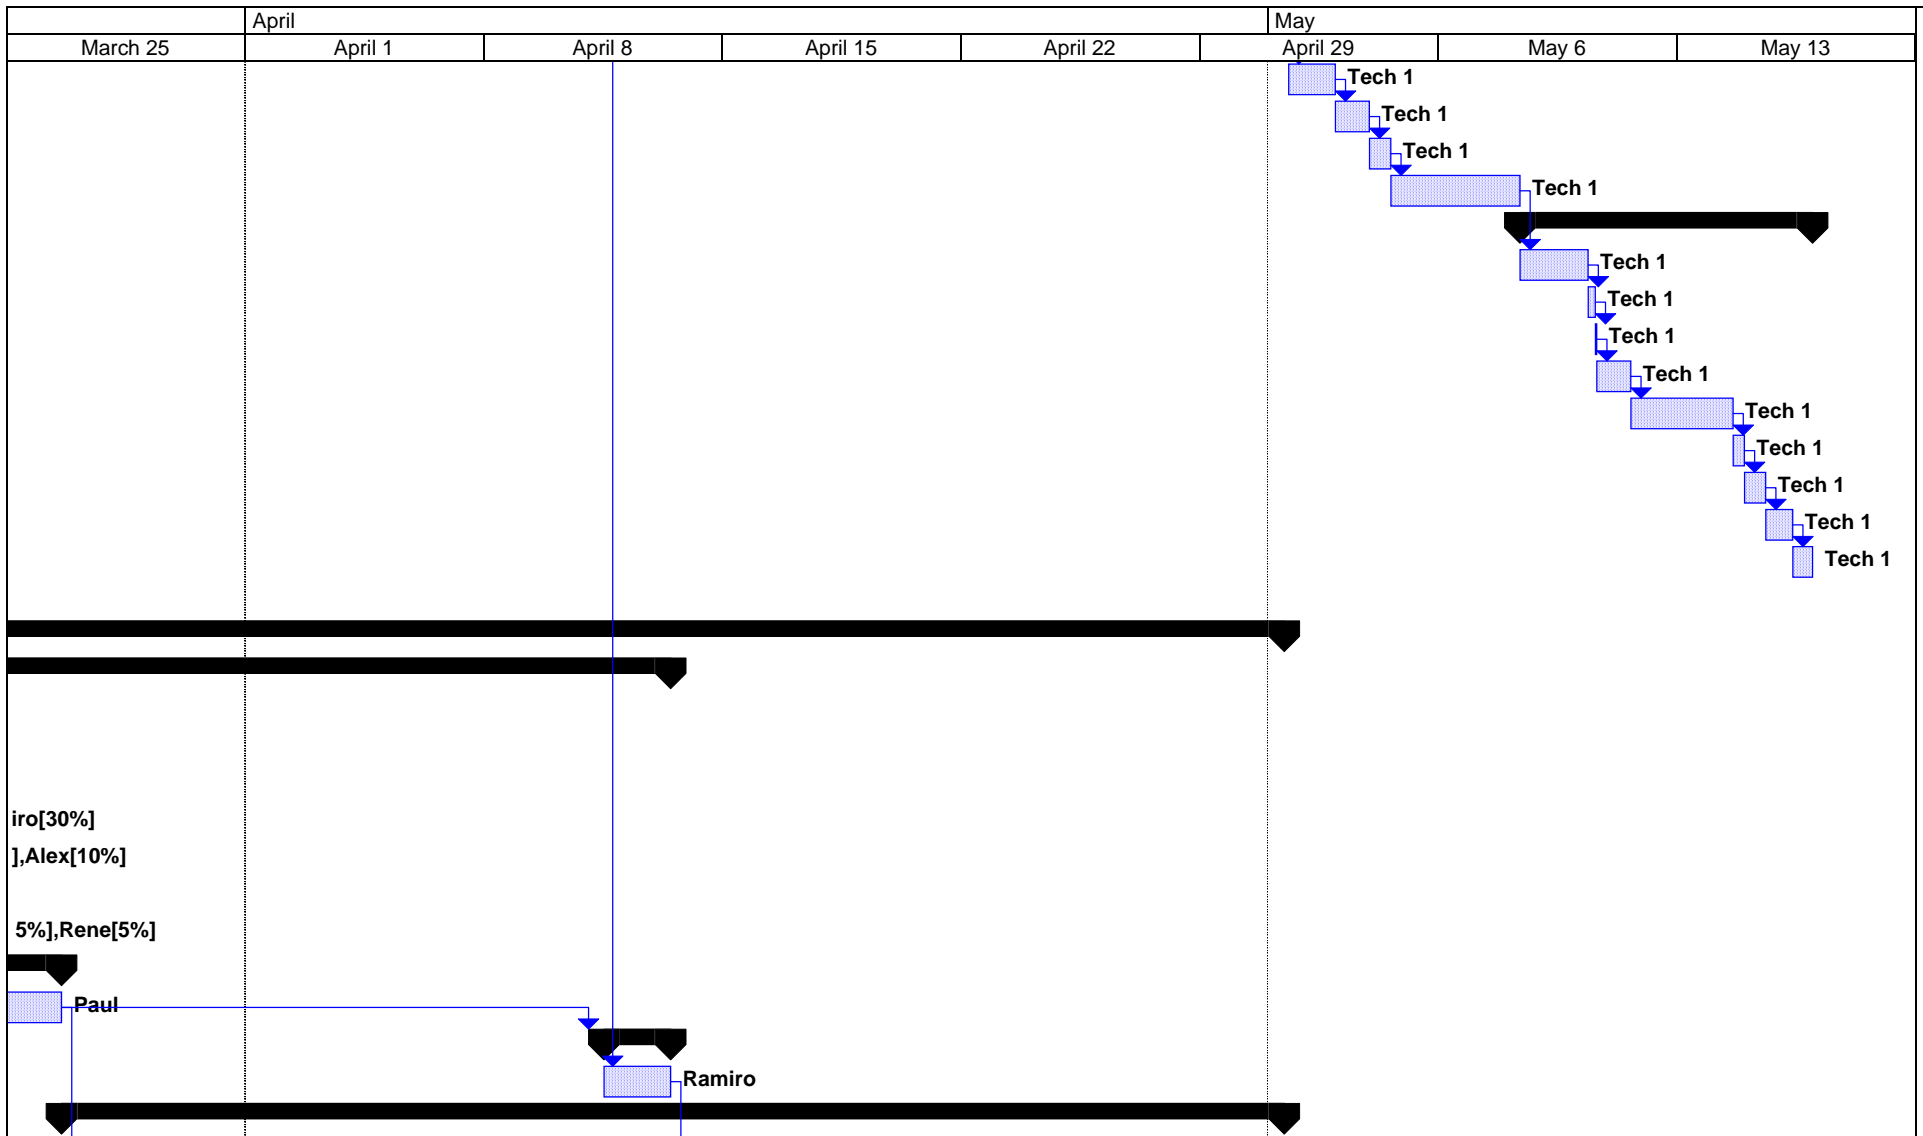 April May
March 25 April 1 April 8 April 15 April 22 April 29 May 6 May 13
Tech 1
Tech 1
Tech 1
Tech 1
Tech 1
Tech 1
Tech 1
Tech 1
Tech 1
Tech 1
Tech 1
Tech 1
Tech 1
iro[30%]
],Alex[10%]
5%],Rene[5%]
Paul
Ramiro